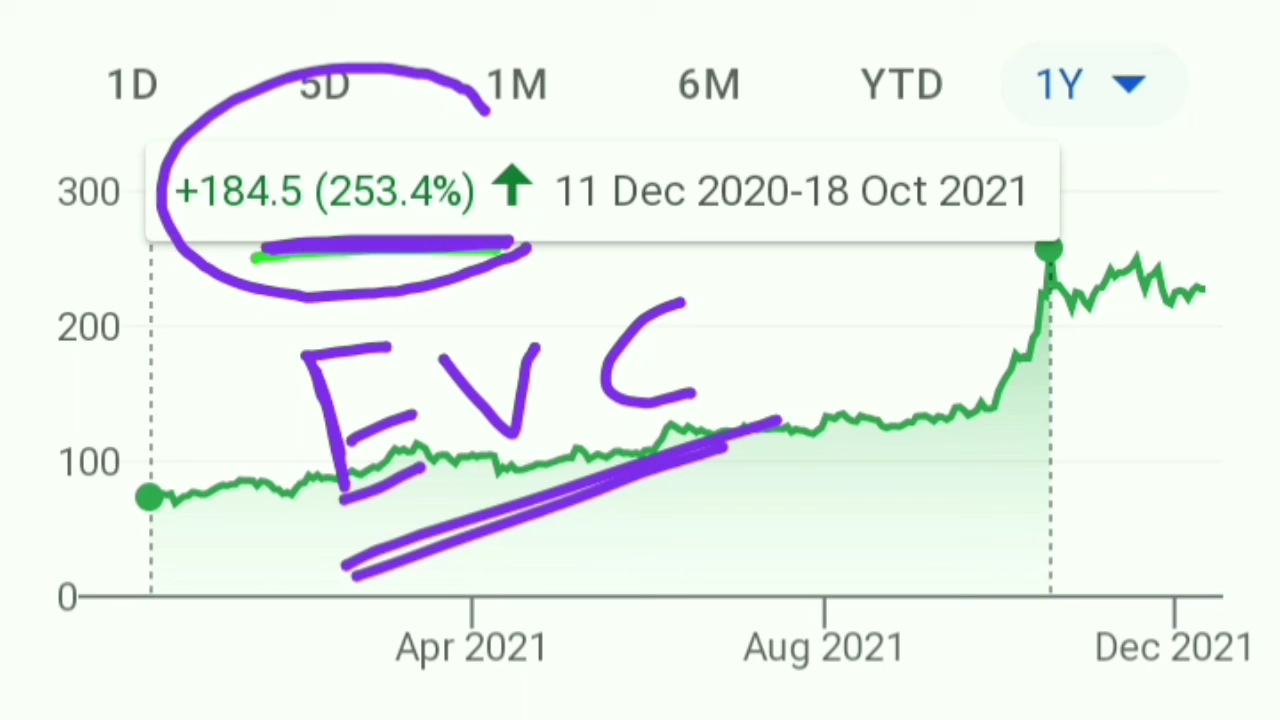 1D 5D 1M 6M YTD 1Y
300
+184.5 (253.4%) 11 Dec 2020-18 Oct 2021
200
EVC
100
0
Apr 2021 Aug 2021 Dec 2021